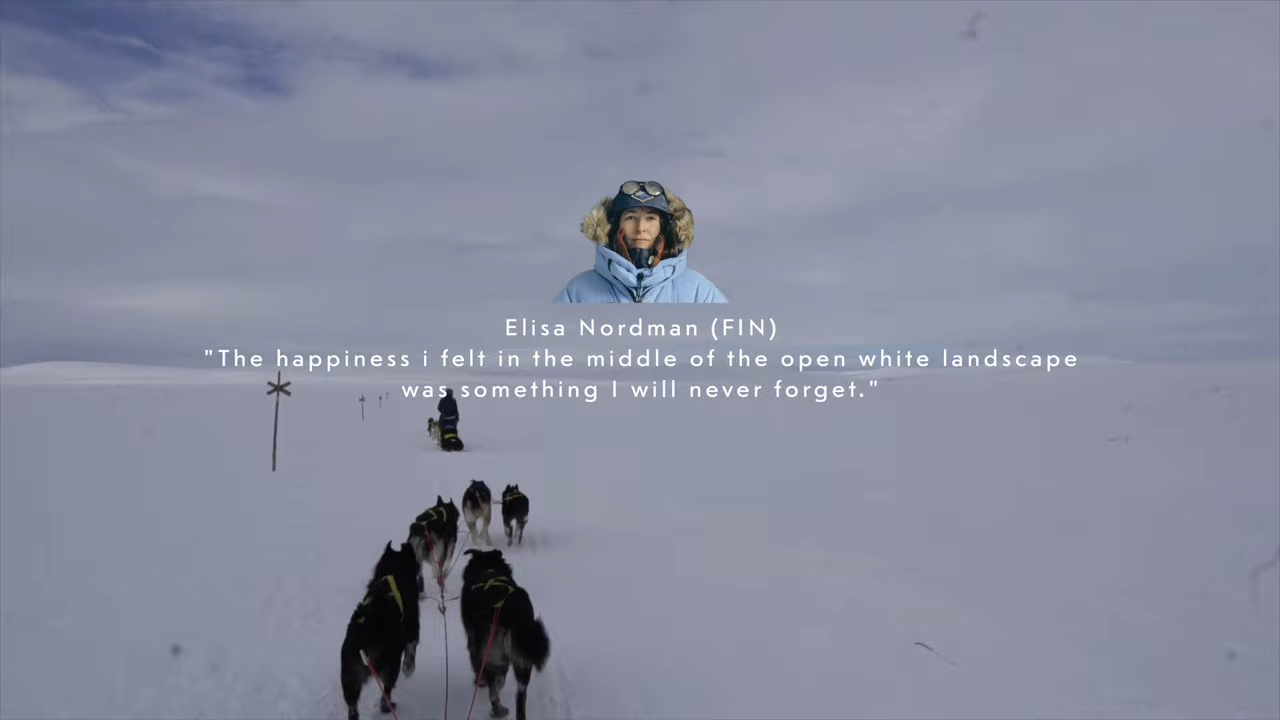 Elisa Nordman (FIN)
"The happiness i felt in the middle of the open white landscape
was something I will never forget."